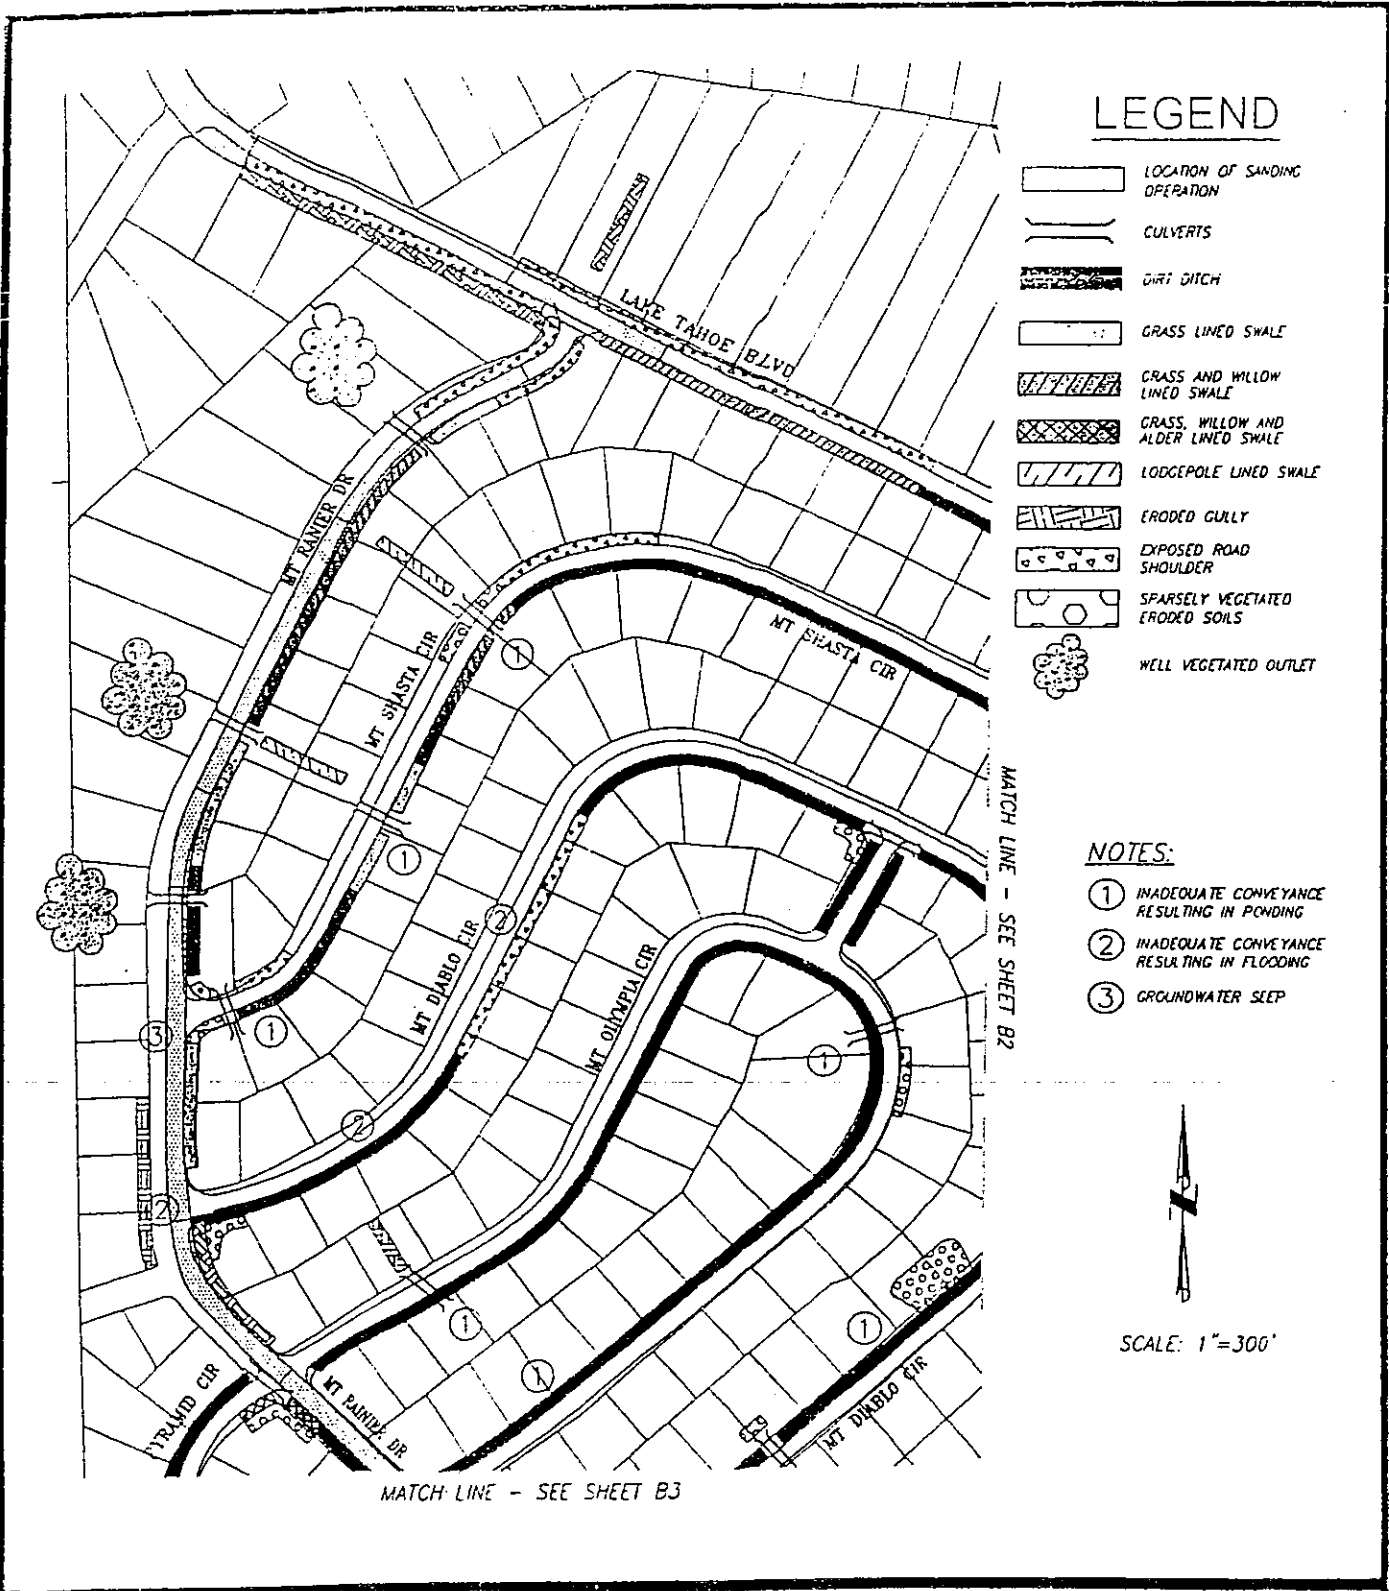 LEGEND
LOCATION OF SANDING
OPERATION
CULVERTS
DIRT DITCH
GRASS LINED SWALE
GRASS AND WILLOW
LINED SWALE
GRASS, WILLOW AND
ALDER LINED SWALE
LODGEPOLE LINED SWALE
ERODED GULLY
EXPOSED ROAD
SHOULDER
SPARSELY VEGETATED
ERODED SOILS
WELL VEGETATED OUTLET
LAKE TAHOE BLVD
MT RANIER DR
MT SHASTA CIR
1
MT SHASTA CIR
1
MT DIABLO CIR
2
MT OLYMPIA CIR
3
1
1
2
2
1
1
1
MT DIABLO CIR
PYRAMID CIR
MT RAINIER DR
MATCH LINE - SEE SHEET B2
NOTES:
1 INADEQUATE CONVEYANCE
RESULTING IN PONDING
2 INADEQUATE CONVEYANCE
RESULTING IN FLOODING
3 GROUNDWATER SEEP
N
SCALE: 1"=300'
MATCH LINE - SEE SHEET B3